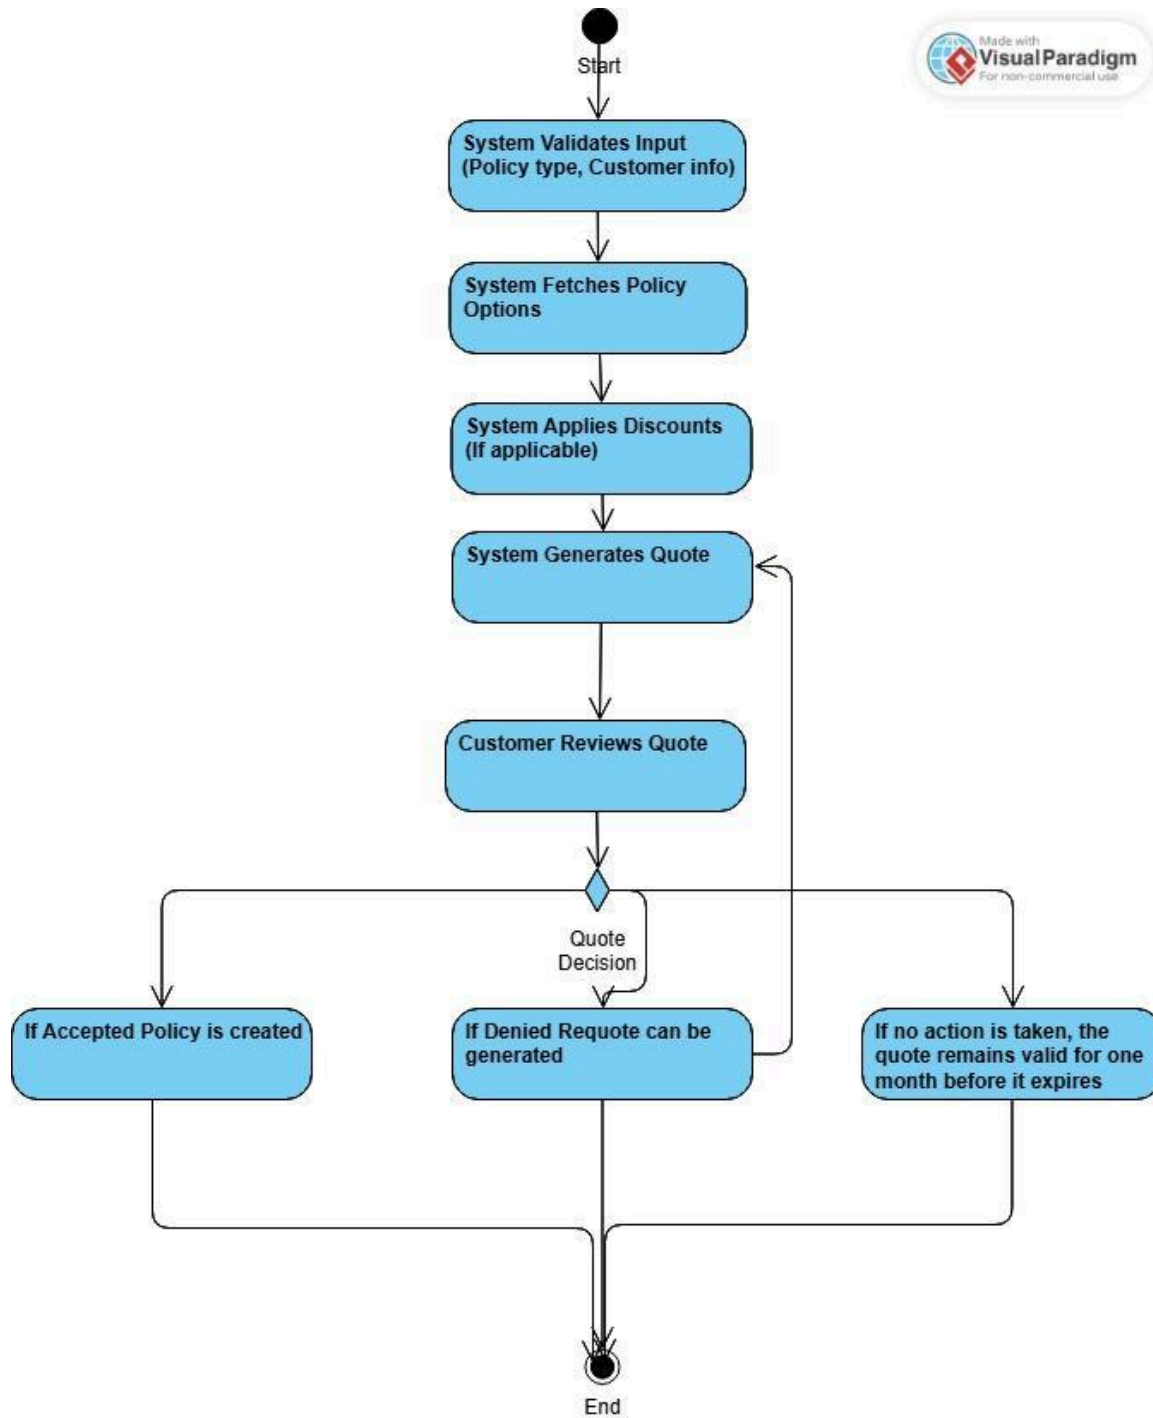 Made with
Visual Paradigm
For non-commercial use
Start
System Validates Input
(Policy type, Customer info)
System Fetches Policy
Options
System Applies Discounts
(If applicable)
System Generates Quote
Customer Reviews Quote
Quote
Decision
If Accepted Policy is created
If Denied Requote can be
generated
If no action is taken, the
quote remains valid for one
month before it expires
End